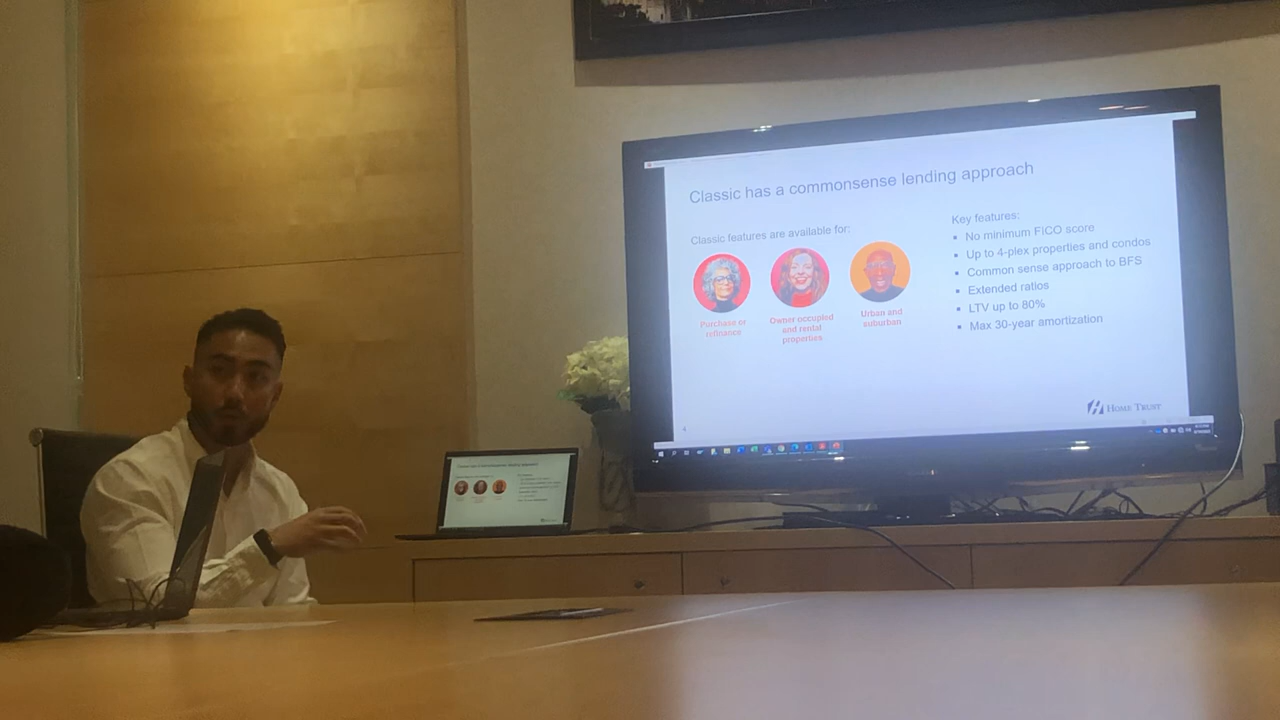 Classic has a commonsense lending approach
Classic features are available for:
Purchase or
refinance
Owner occupied
and rental
properties
Urban and
suburban
Key features:
▪ No minimum FICO score
▪ Up to 4-plex properties and condos
▪ Common sense approach to BFS
▪ Extended ratios
▪ LTV up to 80%
▪ Max 30-year amortization
HOME TRUST